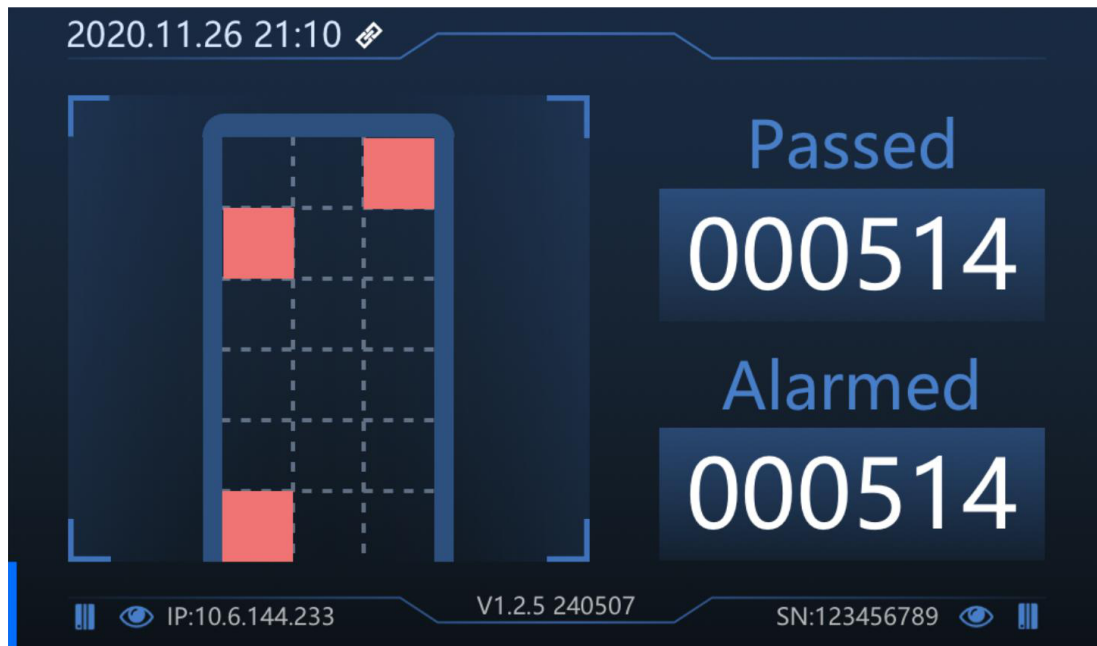 2020.11.26 21:10
Passed
000514
Alarmed
000514
IP:10.6.144.233
V1.2.5 240507
SN:123456789